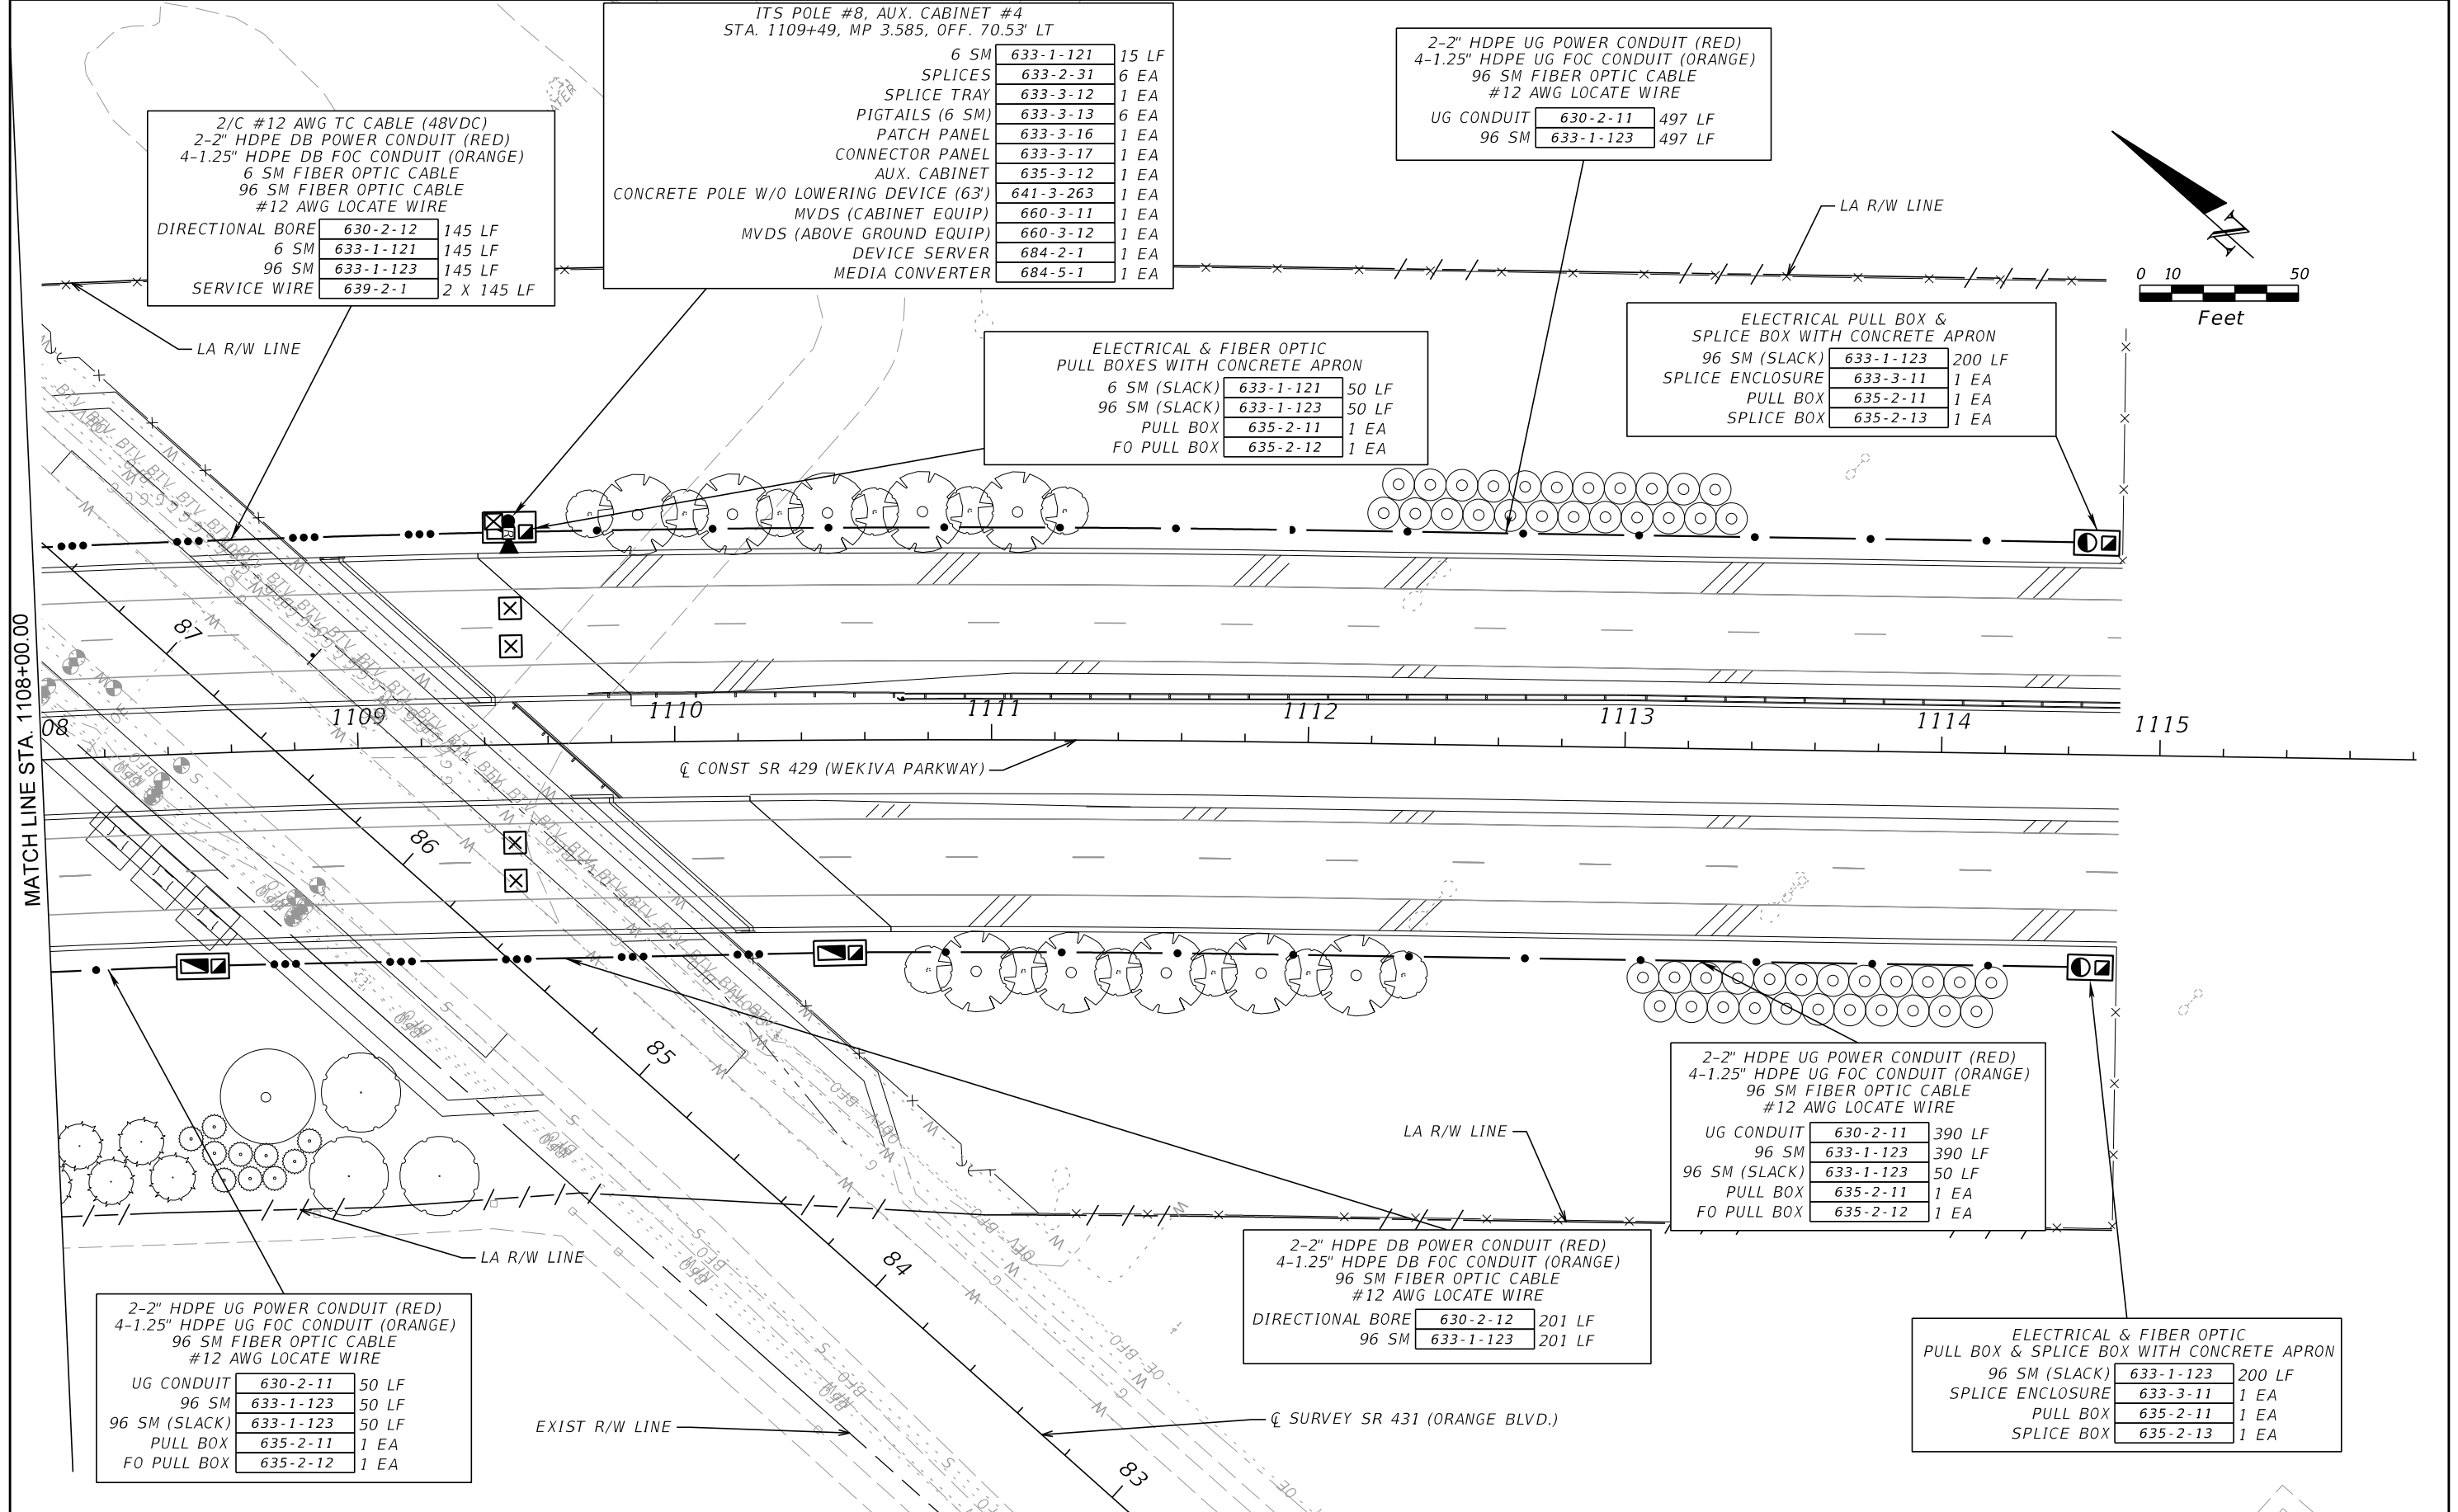 ITS POLE #8, AUX. CABINET #4
STA. 1109+49, MP 3.585, OFF. 70.53' LT
6 SM 633-1-121 15 LF
SPLICES 633-2-31 6 EA
SPLICE TRAY 633-3-12 1 EA
PIGTAILS (6 SM) 633-3-13 6 EA
PATCH PANEL 633-3-16 1 EA
CONNECTOR PANEL 633-3-17 1 EA
AUX. CABINET 635-3-12 1 EA
CONCRETE POLE W/O LOWERING DEVICE (63') 641-3-263 1 EA
MVDS (CABINET EQUIP) 660-3-11 1 EA
MVDS (ABOVE GROUND EQUIP) 660-3-12 1 EA
DEVICE SERVER 684-2-1 1 EA
MEDIA CONVERTER 684-5-1 1 EA
2-2" HDPE UG POWER CONDUIT (RED)
4-1.25" HDPE UG FOC CONDUIT (ORANGE)
96 SM FIBER OPTIC CABLE
#12 AWG LOCATE WIRE
UG CONDUIT 630-2-11 497 LF
96 SM 633-1-123 497 LF
2/C #12 AWG TC CABLE (48VDC)
2-2" HDPE DB POWER CONDUIT (RED)
4-1.25" HDPE DB FOC CONDUIT (ORANGE)
6 SM FIBER OPTIC CABLE
96 SM FIBER OPTIC CABLE
#12 AWG LOCATE WIRE
DIRECTIONAL BORE 630-2-12 145 LF
6 SM 633-1-121 145 LF
96 SM 633-1-123 145 LF
SERVICE WIRE 639-2-1 2 X 145 LF
LA R/W LINE
N
0 10 50
Feet
ELECTRICAL PULL BOX &
SPLICE BOX WITH CONCRETE APRON
96 SM (SLACK) 633-1-123 200 LF
SPLICE ENCLOSURE 633-3-11 1 EA
PULL BOX 635-2-11 1 EA
SPLICE BOX 635-2-13 1 EA
LA R/W LINE
ELECTRICAL & FIBER OPTIC
PULL BOXES WITH CONCRETE APRON
6 SM (SLACK) 633-1-121 50 LF
96 SM (SLACK) 633-1-123 50 LF
PULL BOX 635-2-11 1 EA
FO PULL BOX 635-2-12 1 EA
MATCH LINE STA. 1108+00.00
87
08 1109 1110 1111 1112 1113 1114 1115
℄ CONST SR 429 (WEKIVA PARKWAY)
86
85
2-2" HDPE UG POWER CONDUIT (RED)
4-1.25" HDPE UG FOC CONDUIT (ORANGE)
96 SM FIBER OPTIC CABLE
#12 AWG LOCATE WIRE
UG CONDUIT 630-2-11 390 LF
96 SM 633-1-123 390 LF
96 SM (SLACK) 633-1-123 50 LF
PULL BOX 635-2-11 1 EA
FO PULL BOX 635-2-12 1 EA
LA R/W LINE
LA R/W LINE
84
2-2" HDPE DB POWER CONDUIT (RED)
4-1.25" HDPE DB FOC CONDUIT (ORANGE)
96 SM FIBER OPTIC CABLE
#12 AWG LOCATE WIRE
DIRECTIONAL BORE 630-2-12 201 LF
96 SM 633-1-123 201 LF
2-2" HDPE UG POWER CONDUIT (RED)
4-1.25" HDPE UG FOC CONDUIT (ORANGE)
96 SM FIBER OPTIC CABLE
#12 AWG LOCATE WIRE
UG CONDUIT 630-2-11 50 LF
96 SM 633-1-123 50 LF
96 SM (SLACK) 633-1-123 50 LF
PULL BOX 635-2-11 1 EA
FO PULL BOX 635-2-12 1 EA
ELECTRICAL & FIBER OPTIC
PULL BOX & SPLICE BOX WITH CONCRETE APRON
96 SM (SLACK) 633-1-123 200 LF
SPLICE ENCLOSURE 633-3-11 1 EA
PULL BOX 635-2-11 1 EA
SPLICE BOX 635-2-13 1 EA
EXIST R/W LINE
℄ SURVEY SR 431 (ORANGE BLVD.)
83